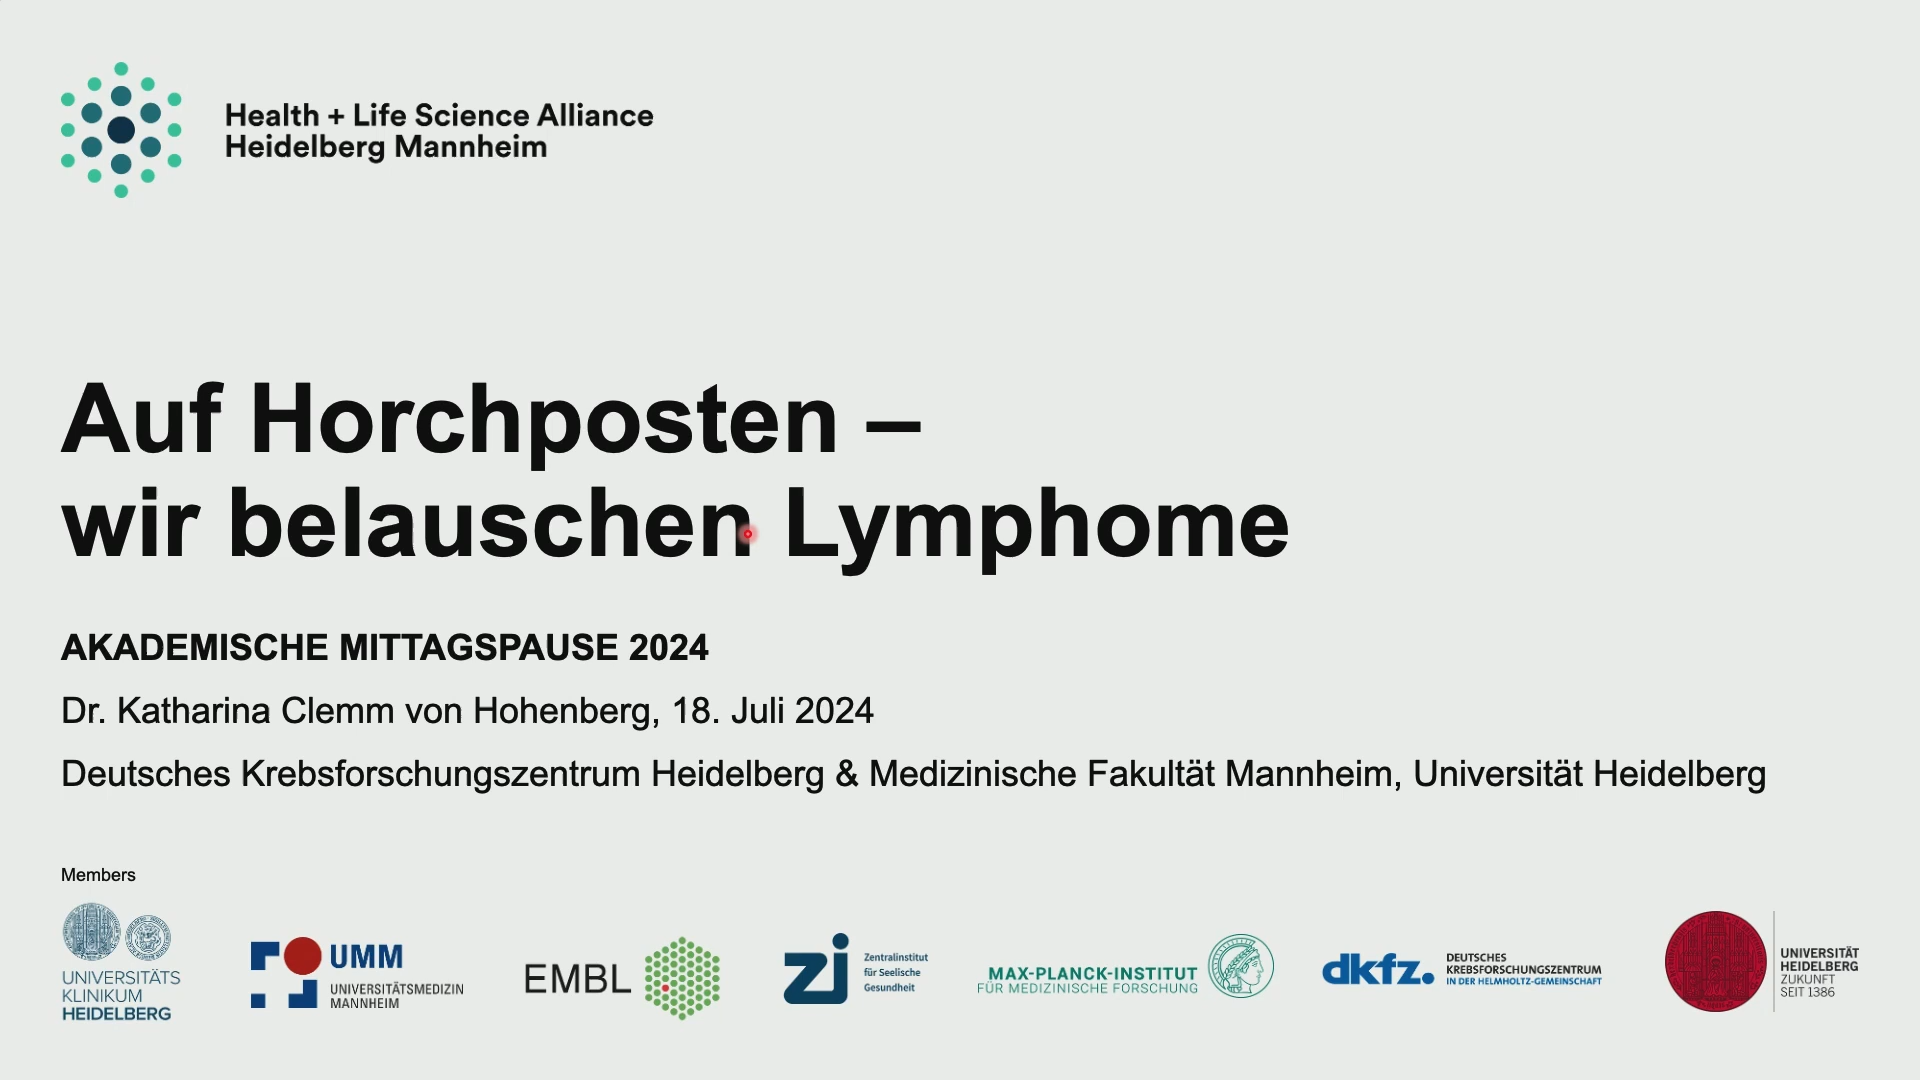 Health + Life Science Alliance
Heidelberg Mannheim
Auf Horchposten –
wir belauschen Lymphome
AKADEMISCHE MITTAGSPAUSE 2024
Dr. Katharina Clemm von Hohenberg, 18. Juli 2024
Deutsches Krebsforschungszentrum Heidelberg & Medizinische Fakultät Mannheim, Universität Heidelberg
Members
UNIVERSITÄTS
KLINIKUM
HEIDELBERG
UMM
UNIVERSITÄTSMEDIZIN
MANNHEIM
EMBL
zi
Zentralinstitut
für Seelische
Gesundheit
MAX-PLANCK-INSTITUT
FÜR MEDIZINISCHE FORSCHUNG
dkfz.
DEUTSCHES
KREBSFORSCHUNGSZENTRUM
IN DER HELMHOLTZ-GEMEINSCHAFT
UNIVERSITÄT
HEIDELBERG
ZUKUNFT
SEIT 1386